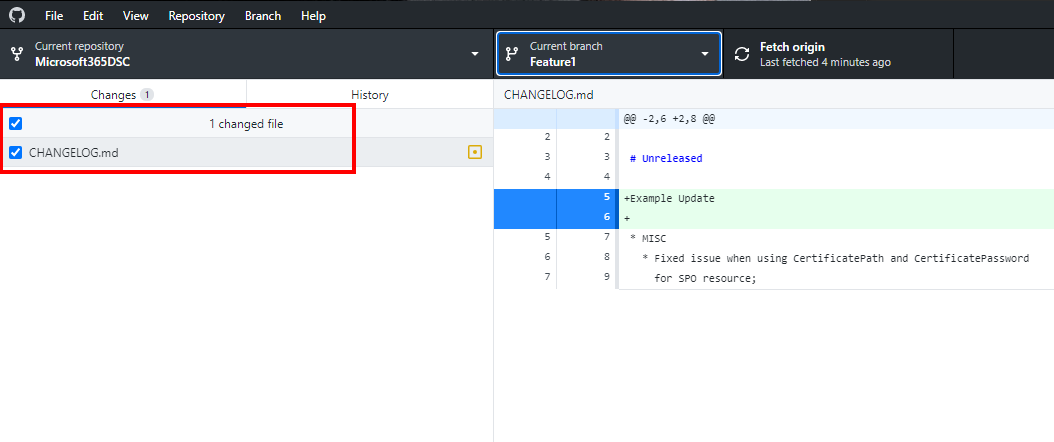 File Edit View Repository Branch Help
Current repository
Microsoft365DSC
Current branch
Feature1
Fetch origin
Last fetched 4 minutes ago
Changes 1
History
1 changed file
CHANGELOG.md
CHANGELOG.md
@@ -2,6 +2,8 @@
2 2
3 3 # Unreleased
4 4
5 +Example Update
6 +
5 7 * MISC
6 8 * Fixed issue when using CertificatePath and CertificatePassword
7 9 for SPO resource;